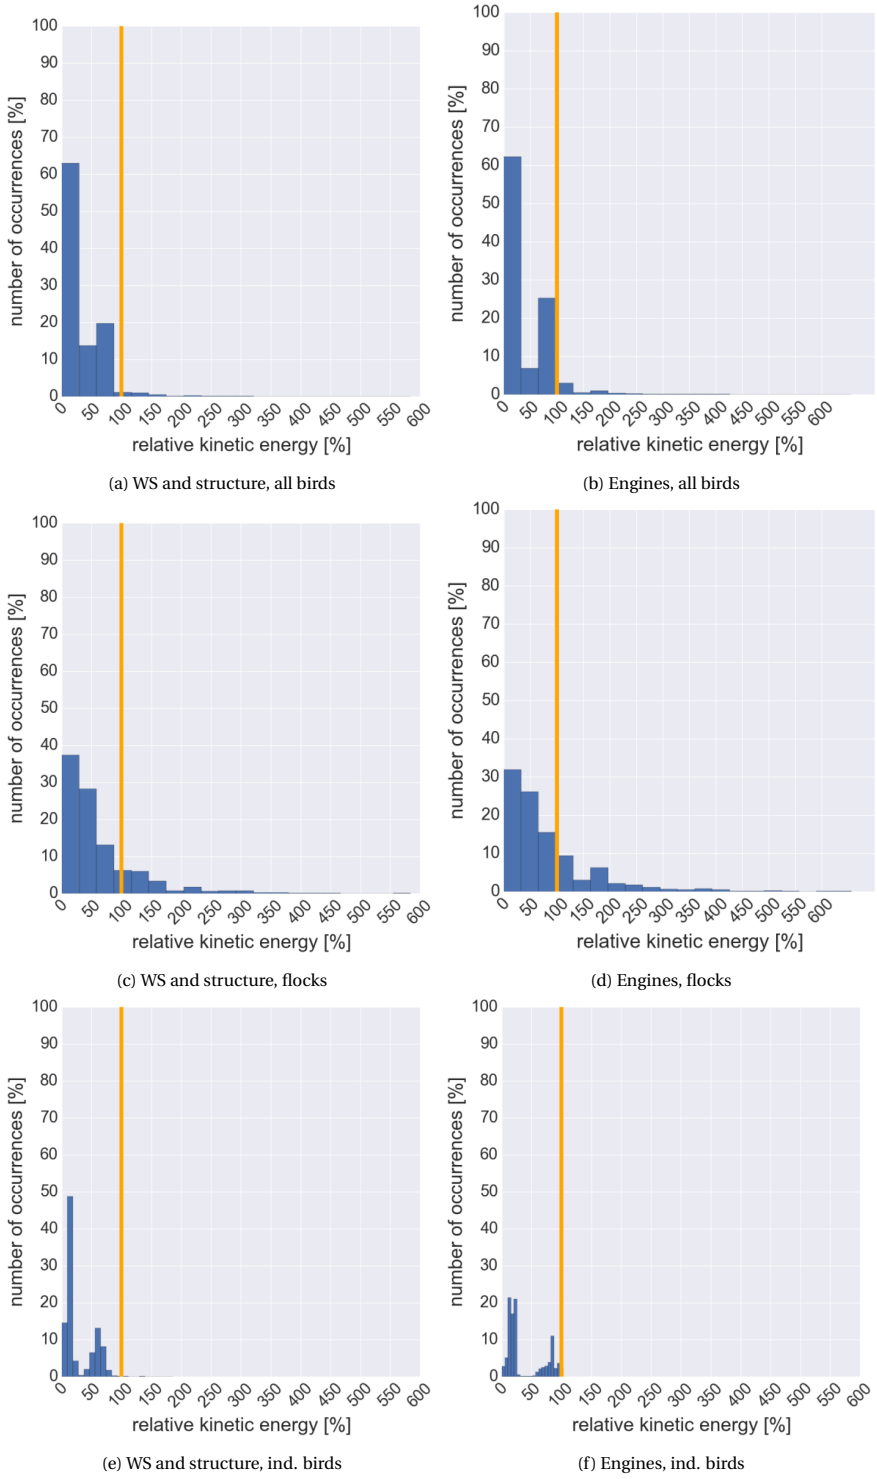 number of occurrences [%]
100
90
80
70
60
50
40
30
20
10
0
0 50 100 150 200 250 300 350 400 450 500 550 600
relative kinetic energy [%]
(a) WS and structure, all birds
number of occurrences [%]
100
90
80
70
60
50
40
30
20
10
0
0 50 100 150 200 250 300 350 400 450 500 550 600
relative kinetic energy [%]
(b) Engines, all birds
number of occurrences [%]
100
90
80
70
60
50
40
30
20
10
0
0 50 100 150 200 250 300 350 400 450 500 550 600
relative kinetic energy [%]
(c) WS and structure, flocks
number of occurrences [%]
100
90
80
70
60
50
40
30
20
10
0
0 50 100 150 200 250 300 350 400 450 500 550 600
relative kinetic energy [%]
(d) Engines, flocks
number of occurrences [%]
100
90
80
70
60
50
40
30
20
10
0
0 50 100 150 200 250 300 350 400 450 500 550 600
relative kinetic energy [%]
(e) WS and structure, ind. birds
number of occurrences [%]
100
90
80
70
60
50
40
30
20
10
0
0 50 100 150 200 250 300 350 400 450 500 550 600
relative kinetic energy [%]
(f) Engines, ind. birds